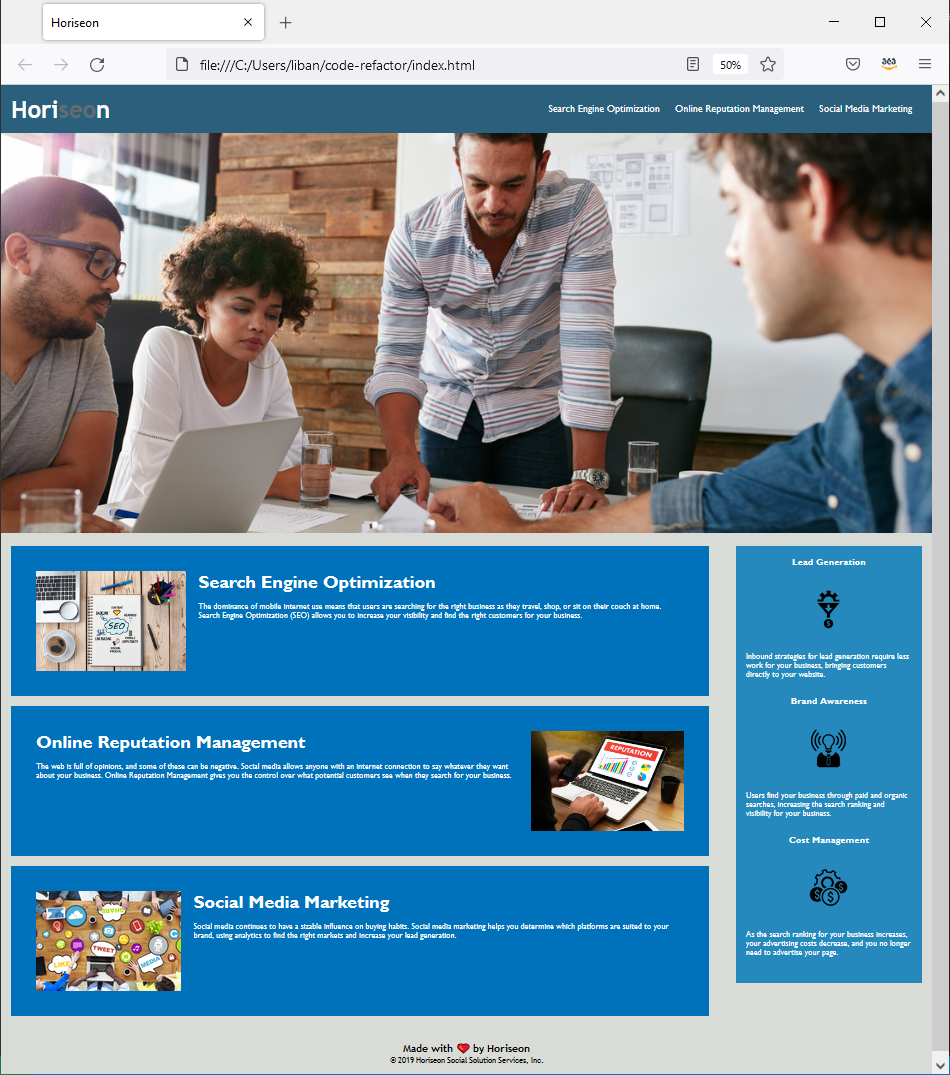 Horiseon
file:///C:/Users/liban/code-refactor/index.html
50%
Horiseon
Search Engine Optimization
Online Reputation Management
Social Media Marketing
SEO
Search Engine Optimization
The dominance of mobile internet use means that users are searching for the right business as they travel, shop, or sit on their couch at home.
Search Engine Optimization (SEO) allows you to increase your visibility and find the right customers for your business.
Online Reputation Management
The web is full of opinions, and some of these can be negative. Social media allows anyone with an internet connection to say whatever they want
about your business. Online Reputation Management gives you the control over what potential customers see when they search for your business.
REPUTATION
SHARE
TWEET
LIKE
MEDIA
Social Media Marketing
Social media continues to have a sizable influence on buying habits. Social media marketing helps you determine which platforms are suited to your
brand, using analytics to find the right markets and increase your lead generation.
Lead Generation
Inbound strategies for lead generation require less
work for your business, bringing customers
directly to your website.
Brand Awareness
Users find your business through paid and organic
searches, increasing the search ranking and
visibility for your business.
Cost Management
As the search ranking for your business increases,
your advertising costs decrease, and you no longer
need to advertise your page.
Made with ❤️ by Horiseon
© 2019 Horiseon Social Solution Services, Inc.